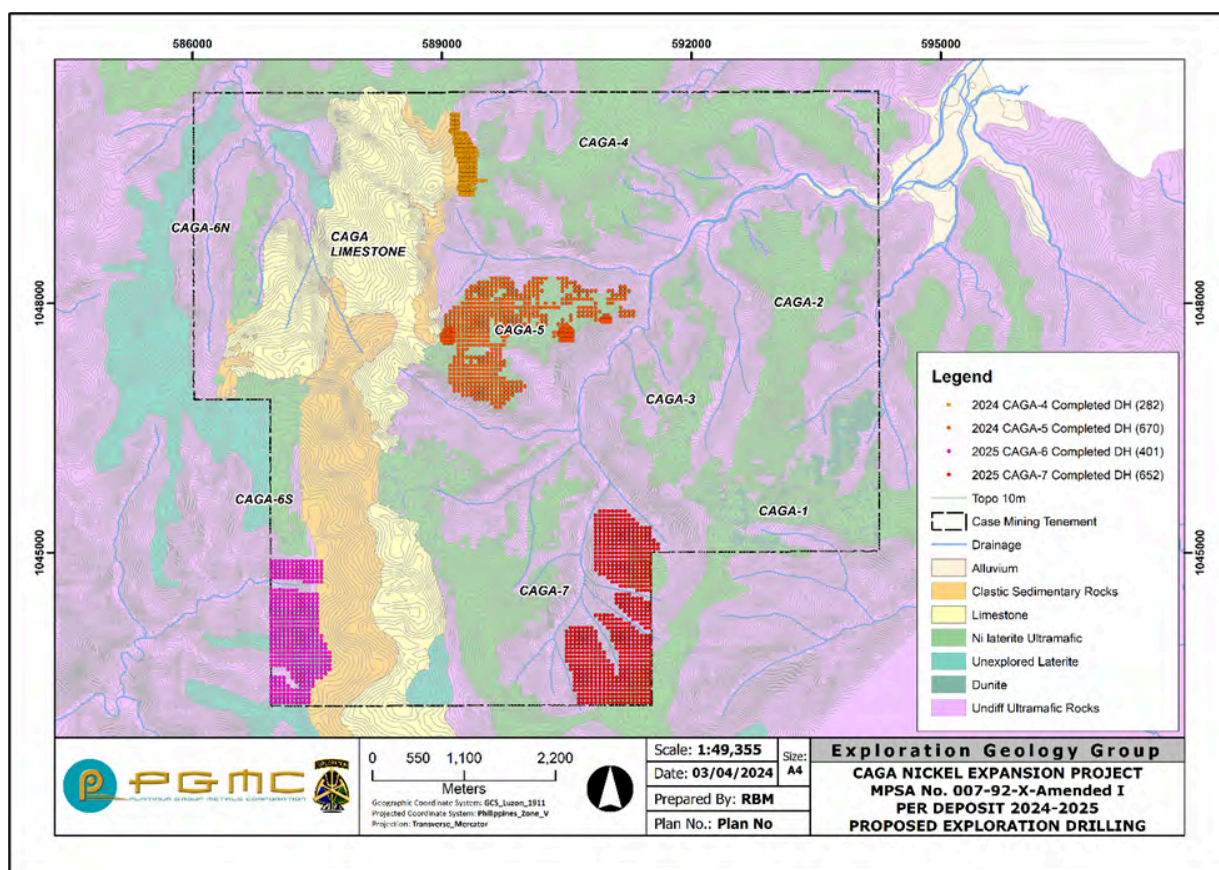 586000
589000
592000
595000
1048000
1045000
1048000
1045000
CAGA-4
CAGA-6N
CAGA
LIMESTONE
CAGA-2
CAGA-5
CAGA-3
CAGA-6S
CAGA-1
CAGA-7
Legend
2024 CAGA-4 Completed DH (282)
2024 CAGA-5 Completed DH (670)
2025 CAGA-6 Completed DH (401)
2025 CAGA-7 Completed DH (652)
Topo 10m
Case Mining Tenement
Drainage
Alluvium
Clastic Sedimentary Rocks
Limestone
Ni laterite Ultramafic
Unexplored Laterite
Dunite
Undiff Ultramafic Rocks
PGMC
PLATINUM GROUP METALS CORPORATION
EXPLORATION
0 550 1,100 2,200
Meters
Geographic Coordinate System: GCS_Luzon_1911
Projected Coordinate System: Philippines_Zone_V
Projection: Transverse_Mercator
Scale: 1:49,355
Size:
A4
Date: 03/04/2024
Prepared By: RBM
Plan No.: Plan No
Exploration Geology Group
CAGA NICKEL EXPANSION PROJECT
MPSA No. 007-92-X-Amended I
PER DEPOSIT 2024-2025
PROPOSED EXPLORATION DRILLING